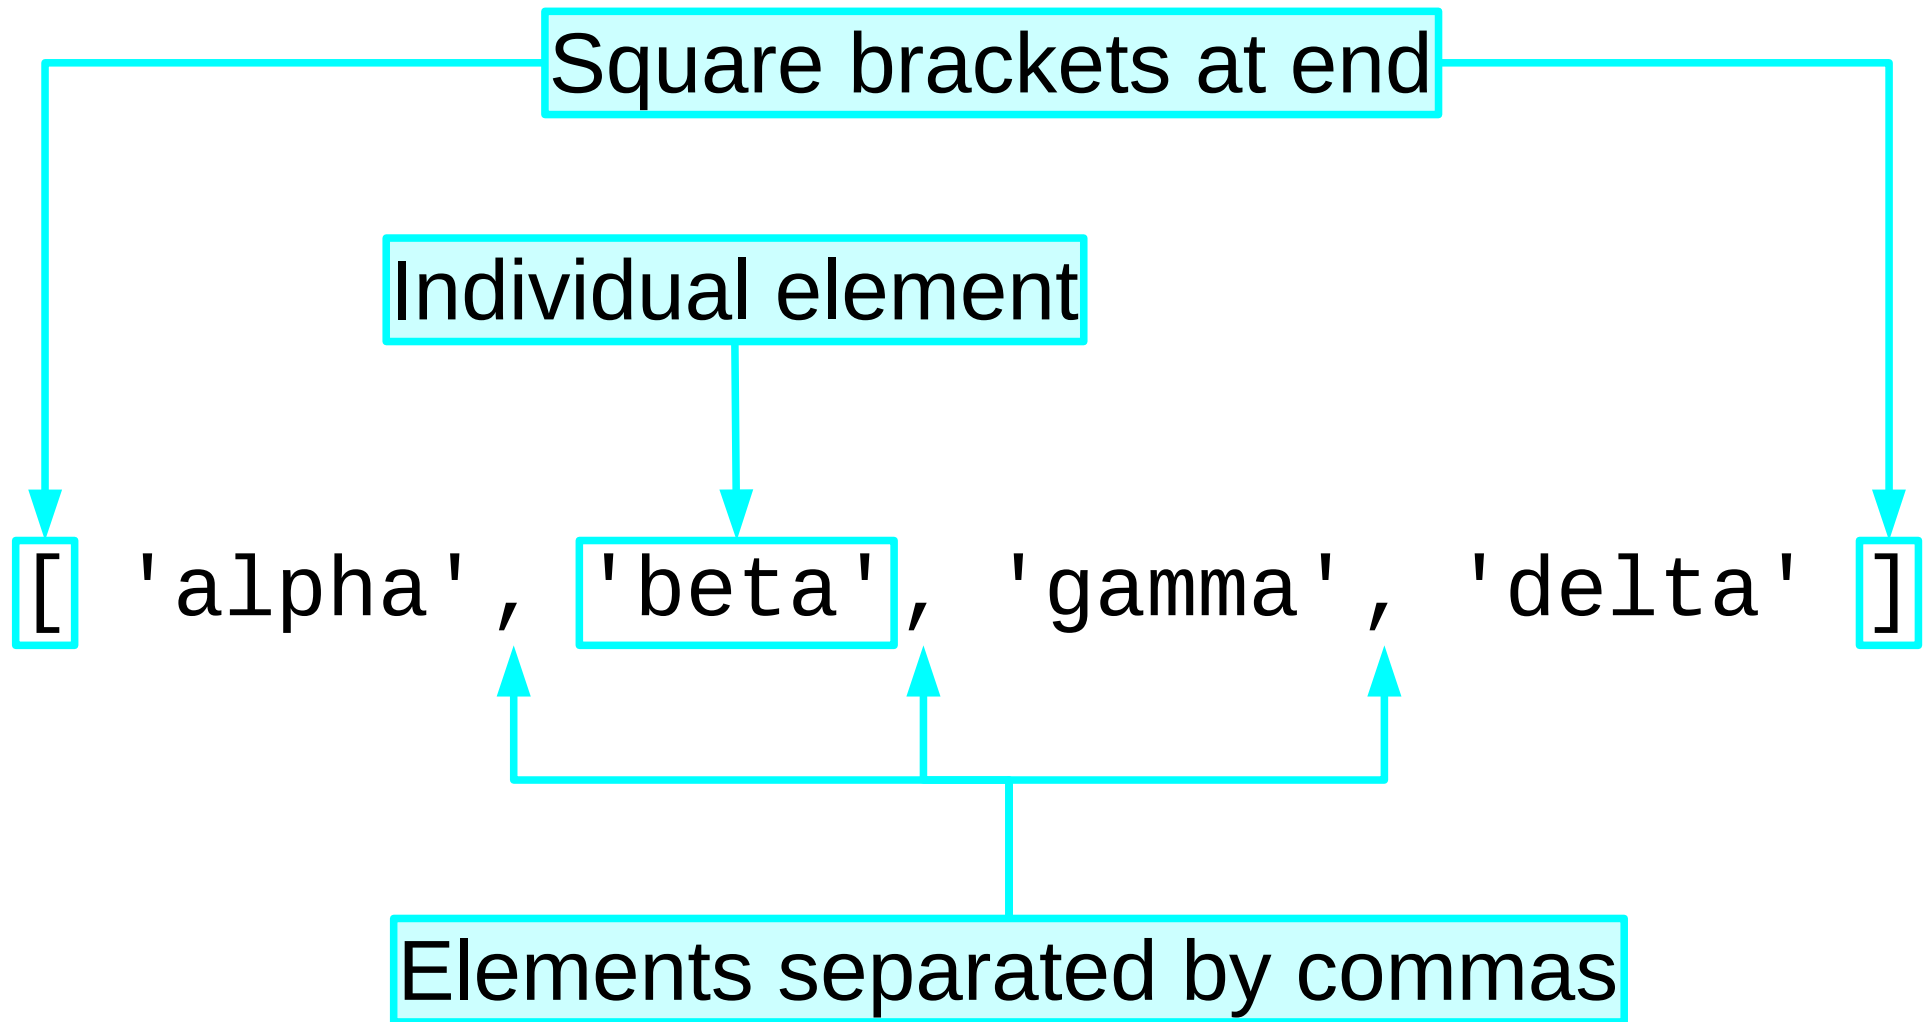 Square brackets at end
Individual element
[ 'alpha', 'beta', 'gamma', 'delta' ]
Elements separated by commas